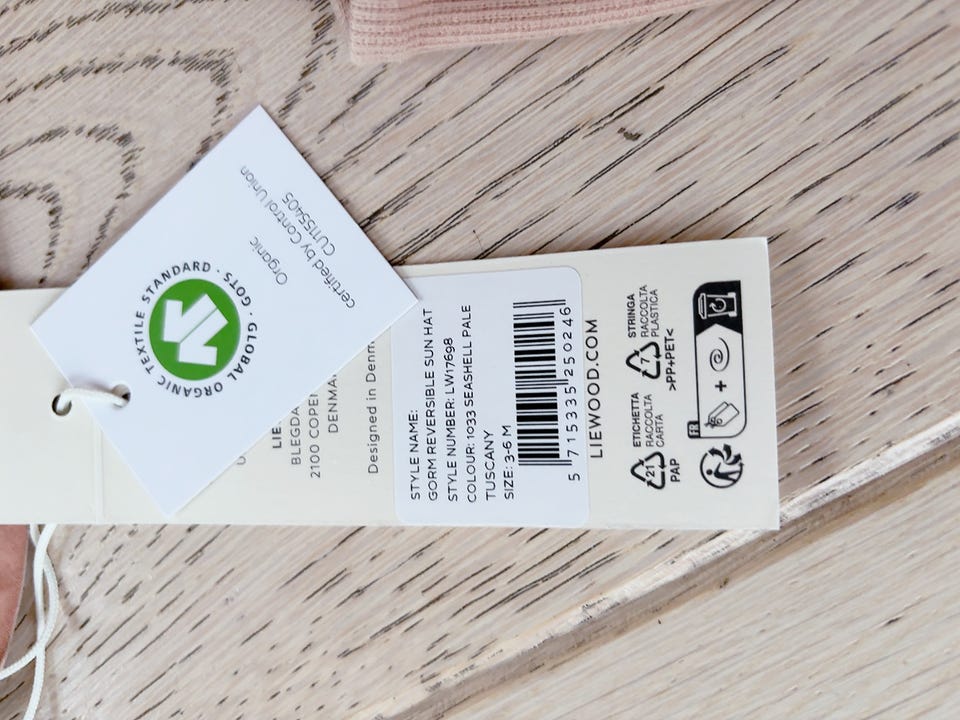 GLOBAL ORGANIC TEXTILE STANDARD · GOTS ·
Organic
certified by Control Union
CU1155405
BLEGDA
2100 COPEN
DENMA
Designed in Denm
STYLE NAME:
GORM REVERSIBLE SUN HAT
STYLE NUMBER: LW17698
COLOUR: 1033 SEASHELL PALE
TUSCANY
SIZE: 3-6 M
5 715335 250246
LIEWOOD.COM
21
PAP
ETICHETTA
RACCOLTA
CARTA
STRINGA
RACCOLTA
PLASTICA
>PP+PET<
FR
+